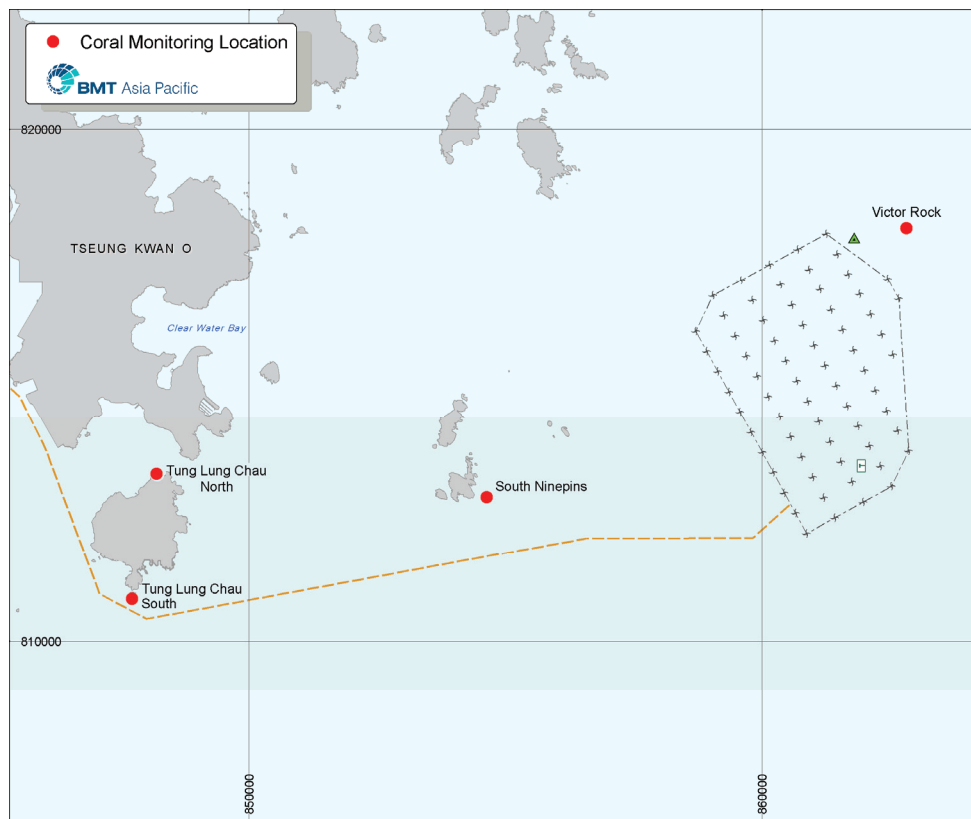 Coral Monitoring Location
BMT Asia Pacific
820000
Victor Rock
TSEUNG KWAN O
Clear Water Bay
Tung Lung Chau
North
South Ninepins
Tung Lung Chau
South
810000
850000
860000